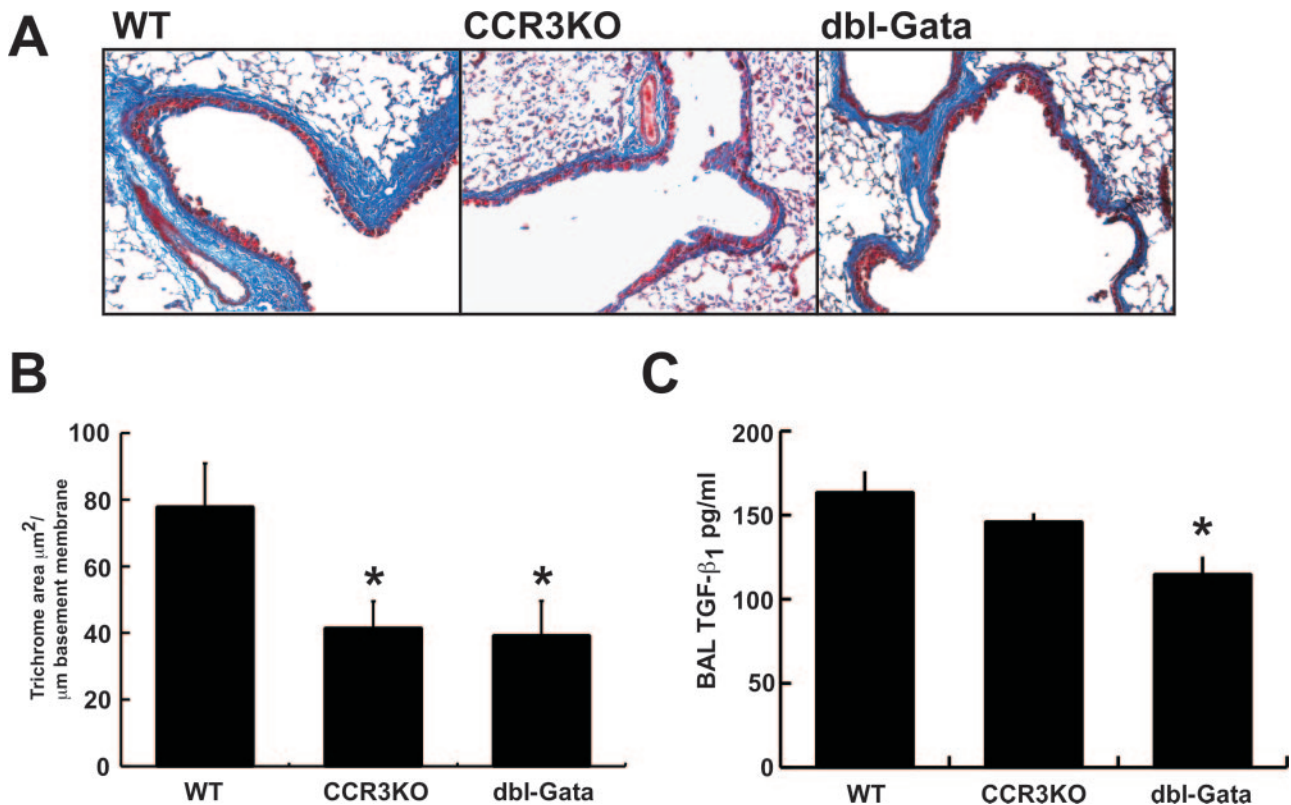 A
WT
CCR3KO
dbl-Gata
B
Trichrome area µm²/
µm basement membrane
100
80
60
40
20
0
*
*
WT
CCR3KO
dbl-Gata
C
BAL TGF-β1 pg/ml
200
150
100
50
0
*
WT
CCR3KO
dbl-Gata